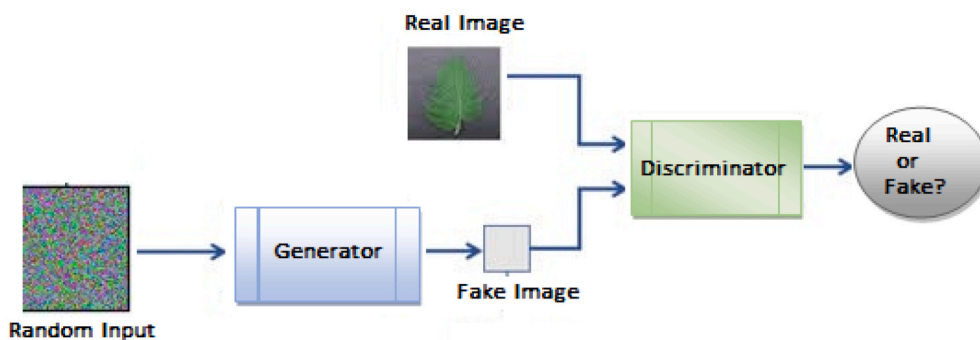 Real Image
Real
or
Fake?
Discriminator
Generator
Fake Image
Random Input